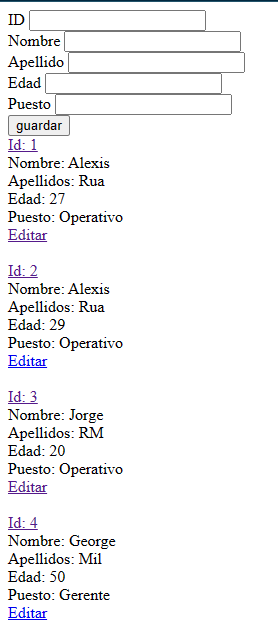 ID
Nombre
Apellido
Edad
Puesto
guardar
Id: 1
Nombre: Alexis
Apellidos: Rua
Edad: 27
Puesto: Operativo
Editar
Id: 2
Nombre: Alexis
Apellidos: Rua
Edad: 29
Puesto: Operativo
Editar
Id: 3
Nombre: Jorge
Apellidos: RM
Edad: 20
Puesto: Operativo
Editar
Id: 4
Nombre: George
Apellidos: Mil
Edad: 50
Puesto: Gerente
Editar